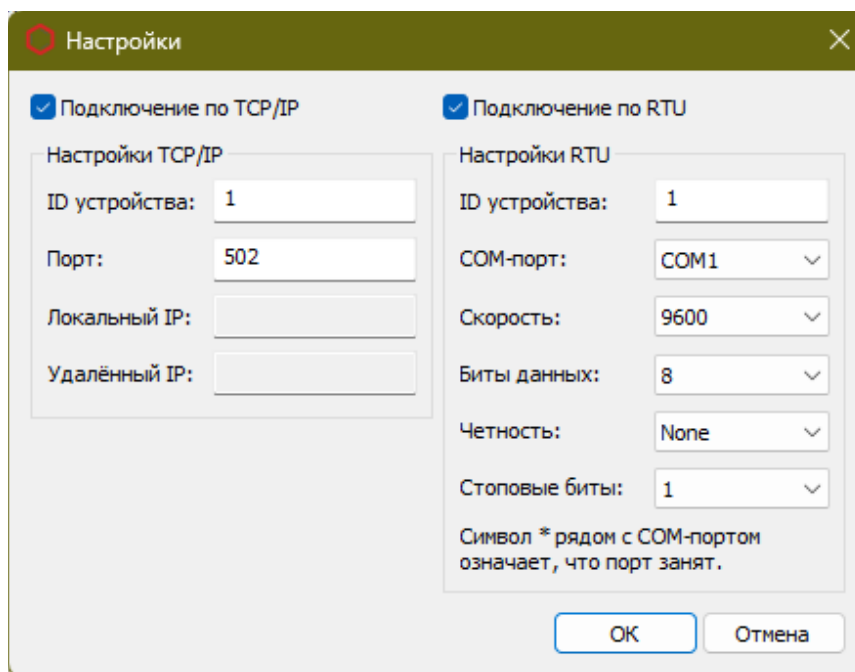 Настройки
Подключение по TCP/IP
Настройки TCP/IP
ID устройства: 1
Порт: 502
Локальный IP:
Удалённый IP:
Подключение по RTU
Настройки RTU
ID устройства: 1
COM-порт: COM1
Скорость: 9600
Биты данных: 8
Четность: None
Стоповые биты: 1
Символ * рядом с COM-портом
означает, что порт занят.
OK
Отмена